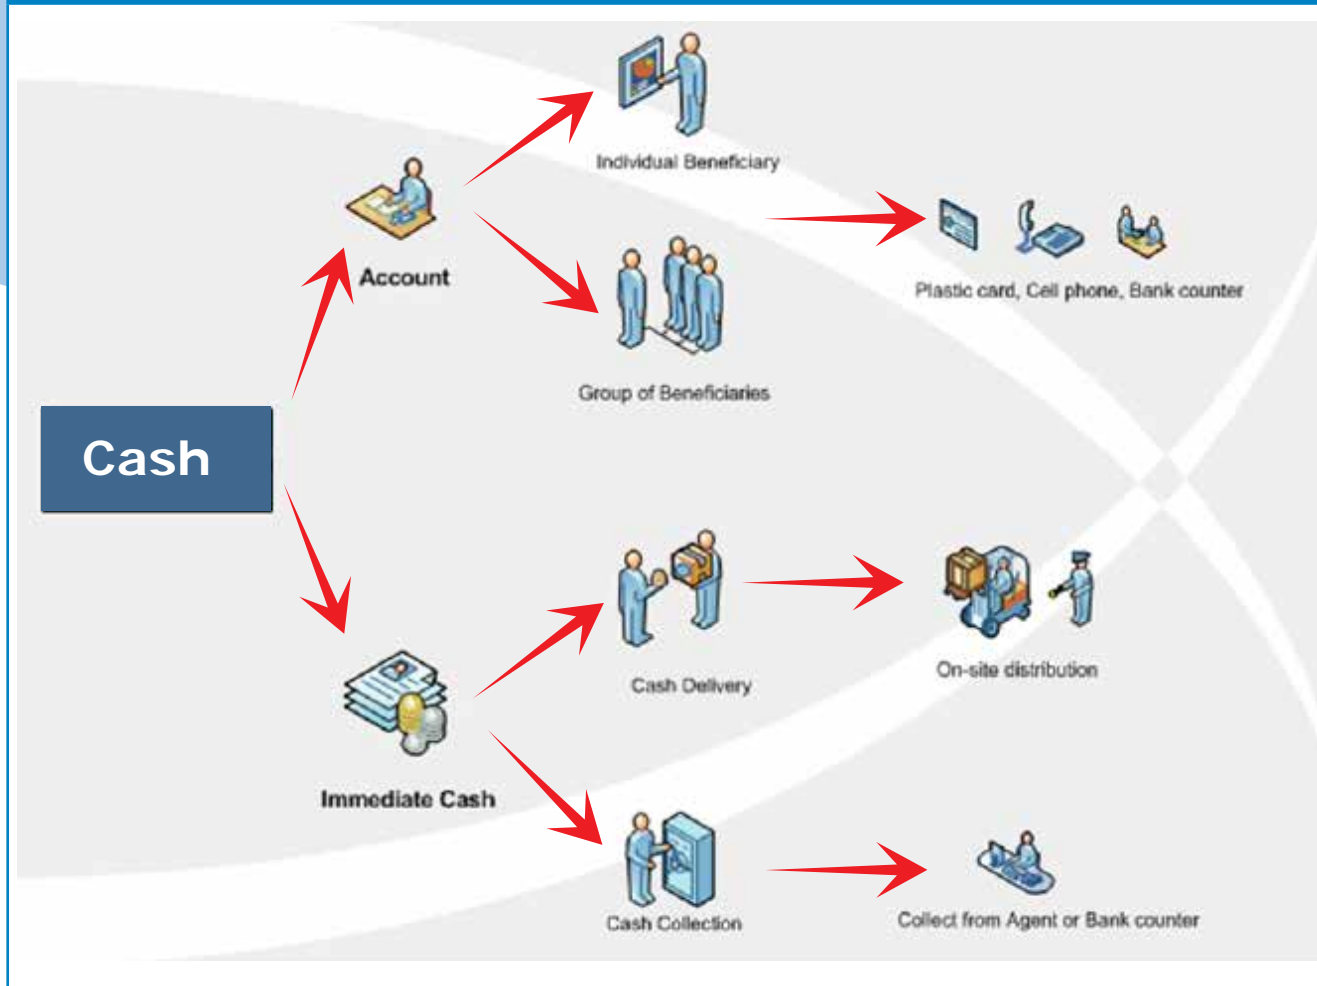 Individual Beneficiary
Plastic card, Cell phone, Bank counter
Account
Group of Beneficiaries
Cash
Cash Delivery
On-site distribution
Immediate Cash
Cash Collection
Collect from Agent or Bank counter